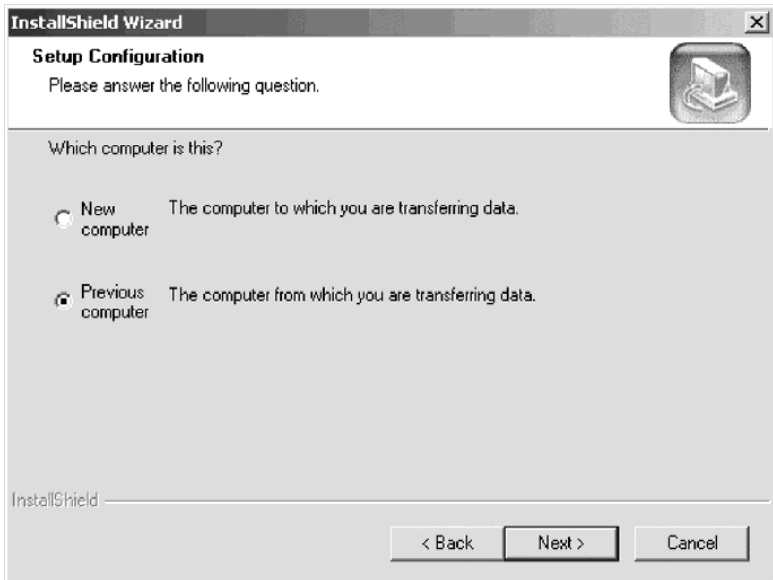 InstallShield Wizard
Setup Configuration
Please answer the following question.
Which computer is this?
New
computer
The computer to which you are transferring data.
Previous
computer
The computer from which you are transferring data.
InstallShield
< Back
Next >
Cancel